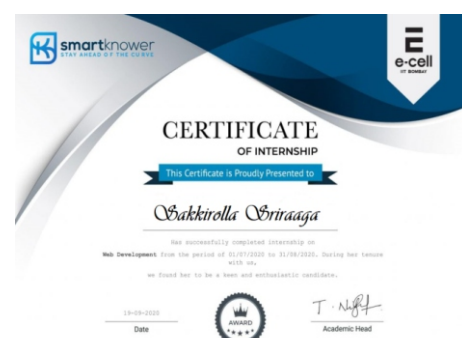 smartknower
STAY AHEAD OF THE CURVE
e-cell
IIT BOMBAY
CERTIFICATE
OF INTERNSHIP
This Certificate is Proudly Presented to
Sakkirolla Sriraaga
Has successfully completed internship on
Web Development from the period of 01/07/2020 to 31/08/2020. During her tenure
with us,
we found her to be a keen and enthusiastic candidate.
19-09-2020
Date
AWARD
Academic Head